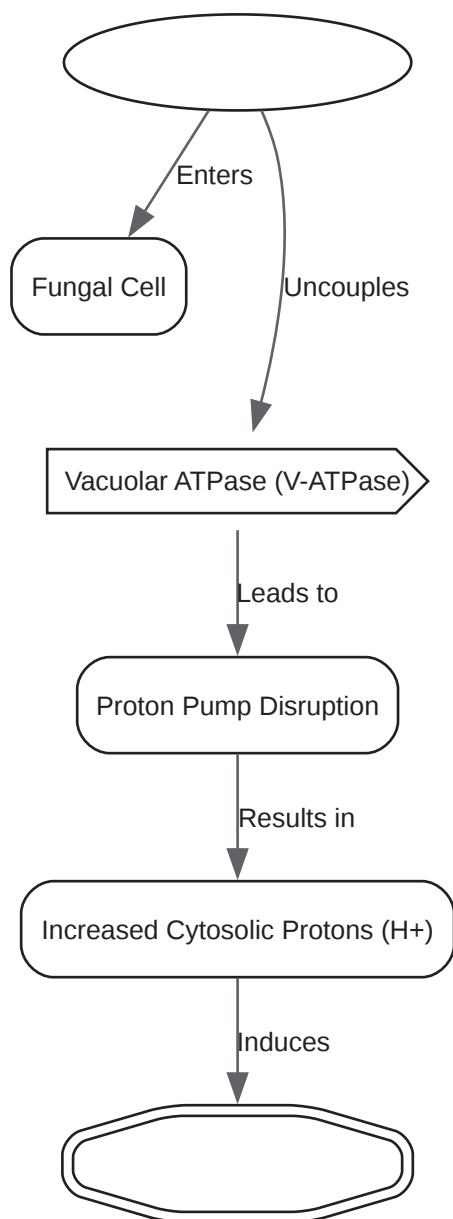 Enters
Fungal Cell
Uncouples
Vacuolar ATPase (V-ATPase)
Leads to
Proton Pump Disruption
Results in
Increased Cytosolic Protons (H+)
Induces